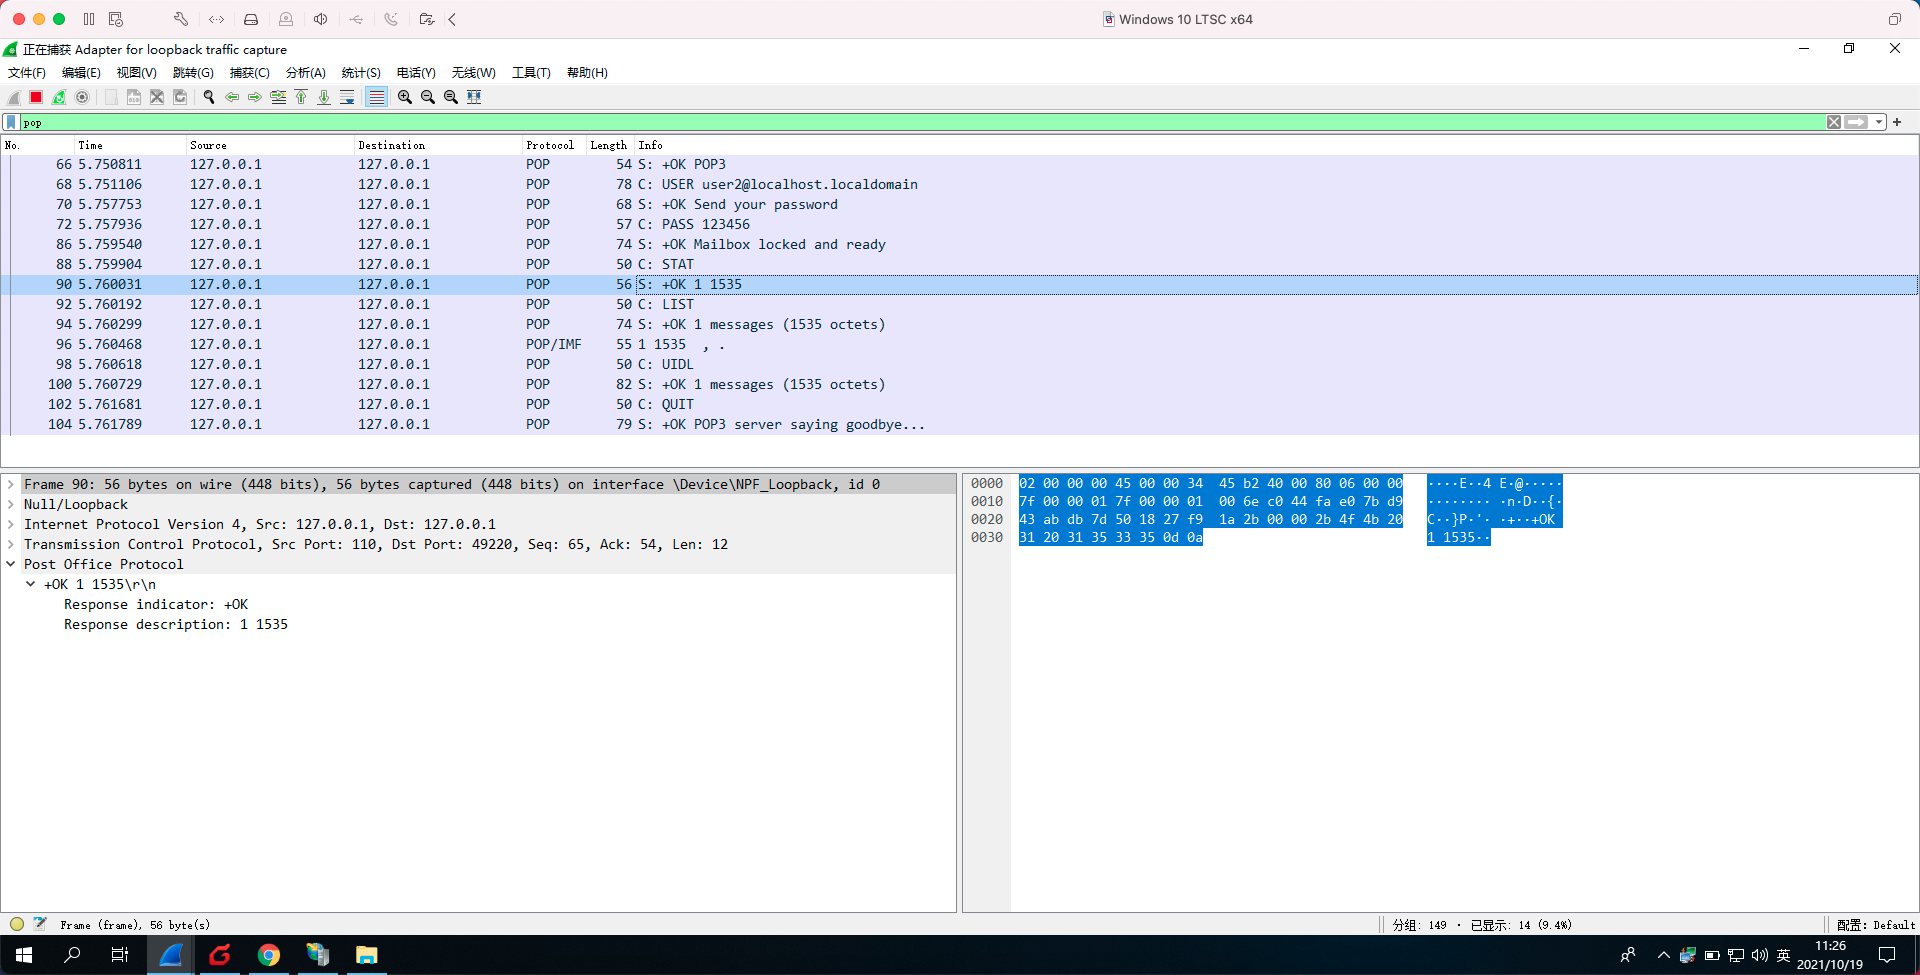 Windows 10 LTSC x64
正在捕获 Adapter for loopback traffic capture
文件(F) 编辑(E) 视图(V) 跳转(G) 捕获(C) 分析(A) 统计(S) 电话(Y) 无线(W) 工具(T) 帮助(H)
pop
No. Time Source Destination Protocol Length Info
66 5.750811 127.0.0.1 127.0.0.1 POP 54 S: +OK POP3
68 5.751106 127.0.0.1 127.0.0.1 POP 78 C: USER user2@localhost.localdomain
70 5.757753 127.0.0.1 127.0.0.1 POP 68 S: +OK Send your password
72 5.757936 127.0.0.1 127.0.0.1 POP 57 C: PASS 123456
86 5.759540 127.0.0.1 127.0.0.1 POP 74 S: +OK Mailbox locked and ready
88 5.759904 127.0.0.1 127.0.0.1 POP 50 C: STAT
90 5.760031 127.0.0.1 127.0.0.1 POP 56 S: +OK 1 1535
92 5.760192 127.0.0.1 127.0.0.1 POP 50 C: LIST
94 5.760299 127.0.0.1 127.0.0.1 POP 74 S: +OK 1 messages (1535 octets)
96 5.760468 127.0.0.1 127.0.0.1 POP/IMF 55 1 1535 , .
98 5.760618 127.0.0.1 127.0.0.1 POP 50 C: UIDL
100 5.760729 127.0.0.1 127.0.0.1 POP 82 S: +OK 1 messages (1535 octets)
102 5.761681 127.0.0.1 127.0.0.1 POP 50 C: QUIT
104 5.761789 127.0.0.1 127.0.0.1 POP 79 S: +OK POP3 server saying goodbye...
Frame 90: 56 bytes on wire (448 bits), 56 bytes captured (448 bits) on interface \Device\NPF_Loopback, id 0
Null/Loopback
Internet Protocol Version 4, Src: 127.0.0.1, Dst: 127.0.0.1
Transmission Control Protocol, Src Port: 110, Dst Port: 49220, Seq: 65, Ack: 54, Len: 12
Post Office Protocol
+OK 1 1535\r\n
Response indicator: +OK
Response description: 1 1535
0000 02 00 00 00 45 00 00 34 45 b2 40 00 80 06 00 00 ····E··4 E·@·····
0010 7f 00 00 01 7f 00 00 01 00 6e c0 44 fa e0 7b d9 ········ ·n·D··{·
0020 43 ab db 7d 50 18 27 f9 1a 2b 00 00 2b 4f 4b 20 C··}P·'· ·+··+OK
0030 31 20 31 35 33 35 0d 0a 1 1535··
Frame (frame), 56 byte(s)
分组: 149 · 已显示: 14 (9.4%)
配置: Default
英
11:26
2021/10/19